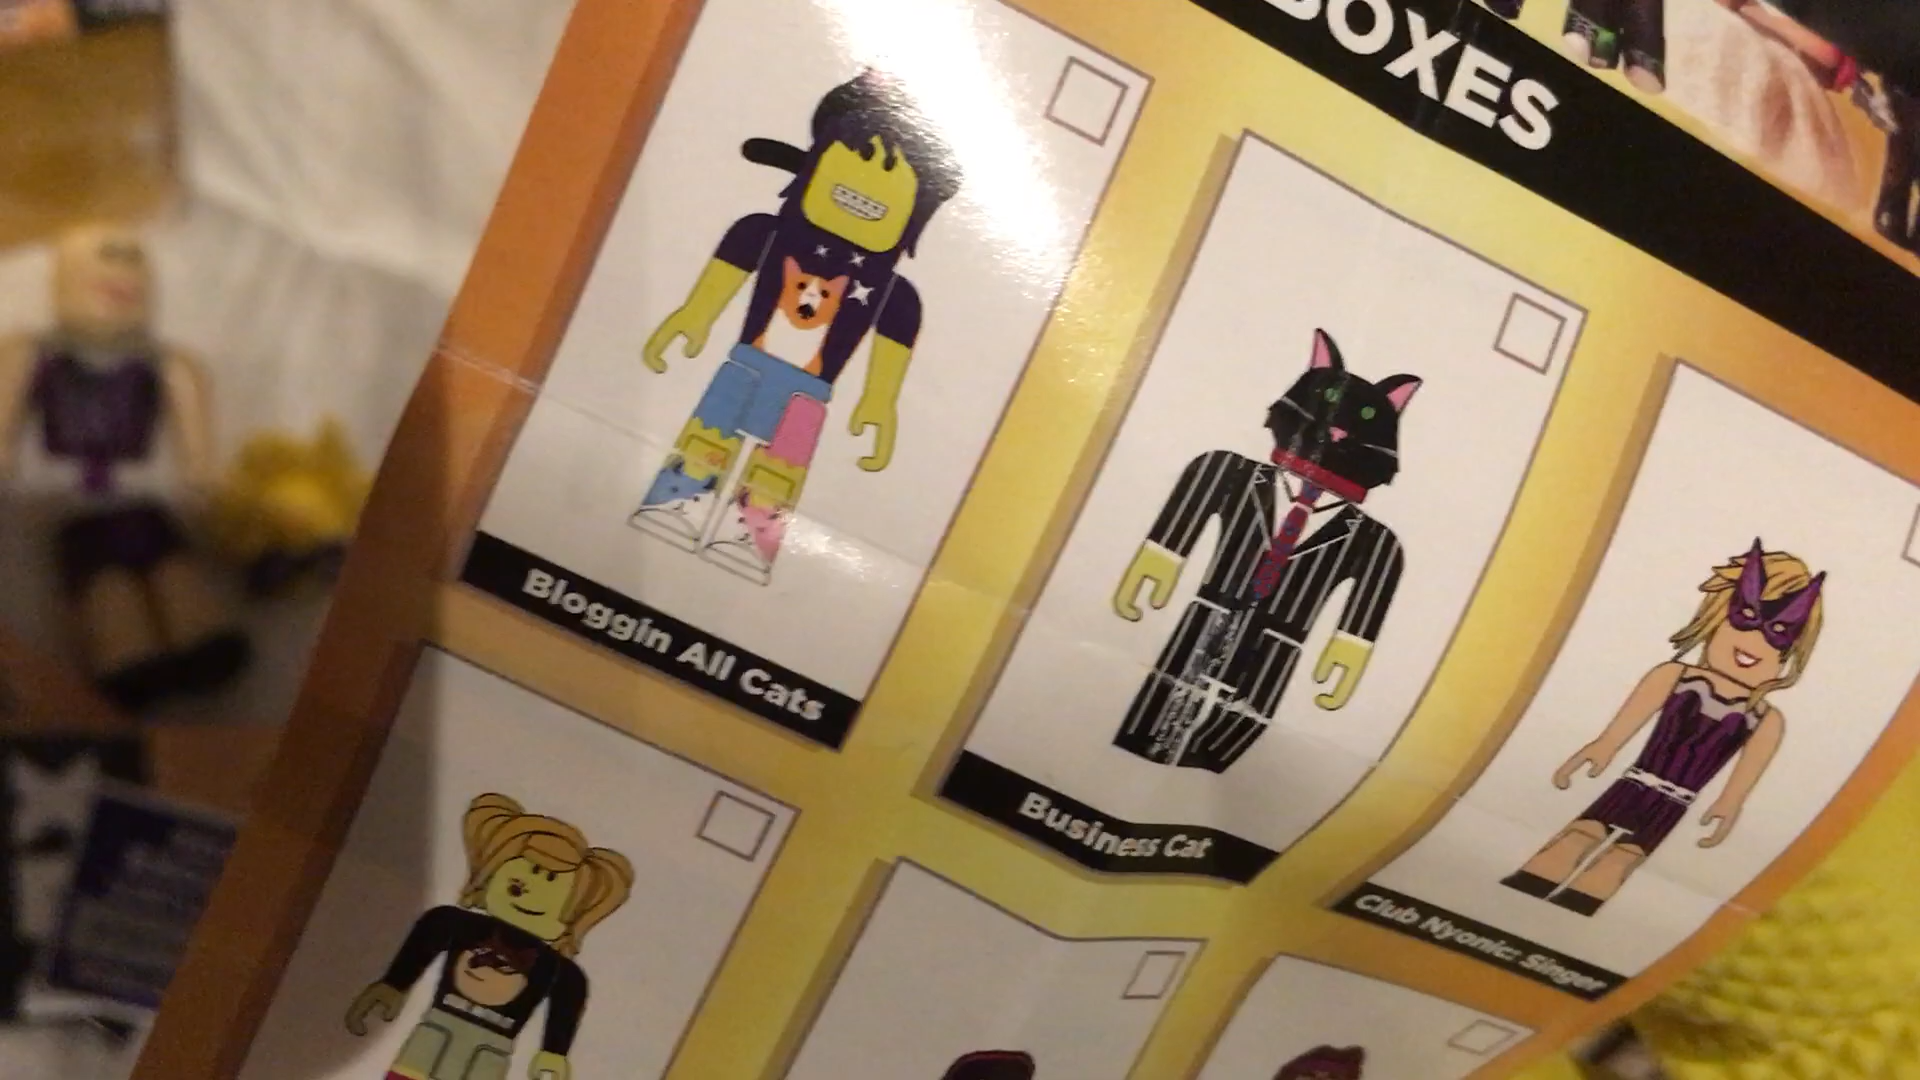 BOXES
Bloggin All Cats
Business Cat
Club Nyonic: Singer